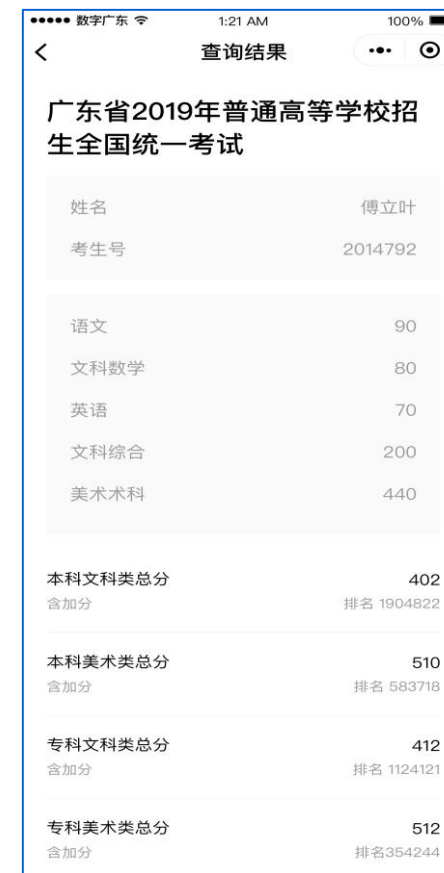 数字广东 1:21 AM 100%
查询结果
广东省2019年普通高等学校招
生全国统一考试
姓名 傅立叶
考生号 2014792
语文 90
文科数学 80
英语 70
文科综合 200
美术术科 440
本科文科类总分 402
含加分 排名 1904822
本科美术类总分 510
含加分 排名 583718
专科文科类总分 412
含加分 排名 1124121
专科美术类总分 512
含加分 排名354244